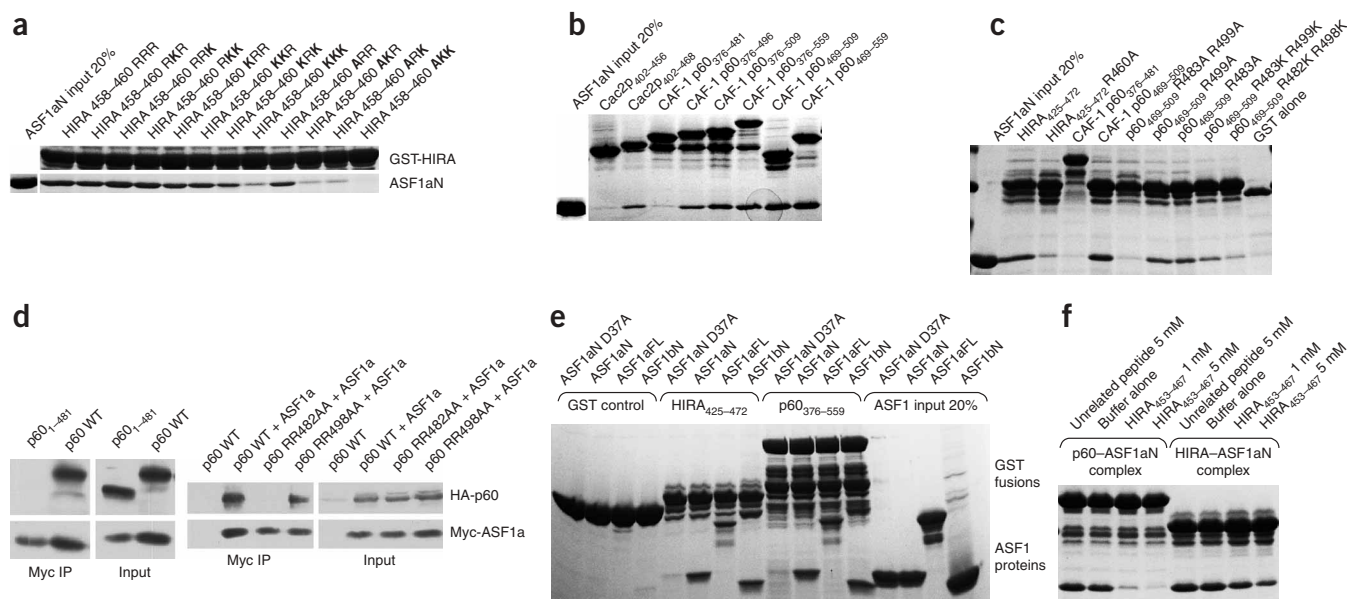 a
ASF1aN input 20%
HIRA 458–460 RRR
HIRA 458–460 RKR
HIRA 458–460 RRK
HIRA 458–460 RKK
HIRA 458–460 KRR
HIRA 458–460 KKR
HIRA 458–460 KRK
HIRA 458–460 KKK
HIRA 458–460 ARR
HIRA 458–460 AKR
HIRA 458–460 ARK
HIRA 458–460 AKK
GST-HIRA
ASF1aN
b
ASF1aN input 20%
Cac2p402–456
Cac2p402–468
CAF-1 p60376–481
CAF-1 p60376–496
CAF-1 p60376–509
CAF-1 p60376–559
CAF-1 p60469–509
CAF-1 p60469–559
c
ASF1aN input 20%
HIRA425–472
HIRA425–472 R460A
CAF-1 p60376–481
CAF-1 p60469–509
p60469–509 R483A R499A
p60469–509 R499A
p60469–509 R483A
p60469–509 R483K R499K
p60469–509 R482K R498K
GST alone
d
p601–481
p60 WT
p601–481
p60 WT
Myc IP
Input
p60 WT
p60 WT + ASF1a
p60 RR482AA + ASF1a
p60 RR498AA + ASF1a
p60 WT
p60 WT + ASF1a
p60 RR482AA + ASF1a
p60 RR498AA + ASF1a
HA-p60
Myc-ASF1a
Myc IP
Input
e
ASF1aN D37A
ASF1aN
ASF1aFL
ASF1bN
ASF1aN D37A
ASF1aN
ASF1aFL
ASF1bN
ASF1aN D37A
ASF1aN
ASF1aFL
ASF1bN
ASF1aN D37A
ASF1aN
ASF1aFL
ASF1bN
GST control
HIRA425–472
p60376–559
ASF1 input 20%
GST
fusions
ASF1
proteins
f
Unrelated peptide 5 mM
Buffer alone
HIRA453–467 1 mM
HIRA453–467 5 mM
Unrelated peptide 5 mM
Buffer alone
HIRA453–467 1 mM
HIRA453–467 5 mM
p60–ASF1aN
complex
HIRA–ASF1aN
complex